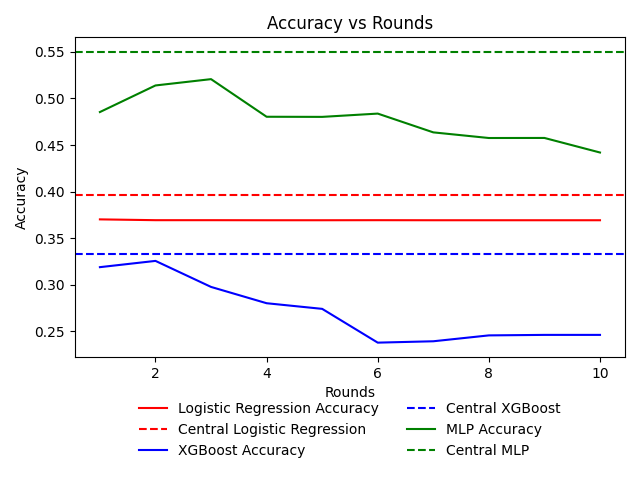 Accuracy vs Rounds
0.55
0.50
0.45
0.40
0.35
0.30
0.25
Accuracy
2 4 6 8 10
Rounds
Logistic Regression Accuracy
Central Logistic Regression
XGBoost Accuracy
Central XGBoost
MLP Accuracy
Central MLP